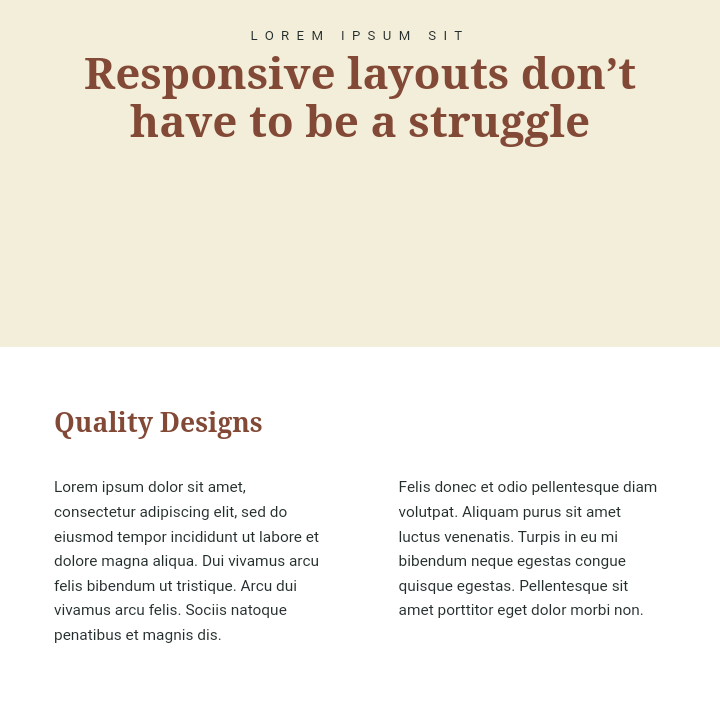 LOREM IPSUM SIT
Responsive layouts don’t
have to be a struggle
Quality Designs
Lorem ipsum dolor sit amet,
consectetur adipiscing elit, sed do
eiusmod tempor incididunt ut labore et
dolore magna aliqua. Dui vivamus arcu
felis bibendum ut tristique. Arcu dui
vivamus arcu felis. Sociis natoque
penatibus et magnis dis.
Felis donec et odio pellentesque diam
volutpat. Aliquam purus sit amet
luctus venenatis. Turpis in eu mi
bibendum neque egestas congue
quisque egestas. Pellentesque sit
amet porttitor eget dolor morbi non.